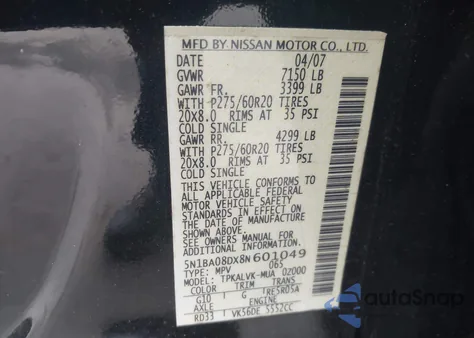 MFD BY NISSAN MOTOR CO., LTD.
DATE 04/07
GVWR 7150 LB
GAWR FR. 3399 LB
WITH P275/60R20 TIRES
20X8.0 RIMS AT 35 PSI
COLD SINGLE
GAWR RR. 4299 LB
WITH P275/60R20 TIRES
20X8.0 RIMS AT 35 PSI
COLD SINGLE
THIS VEHICLE CONFORMS TO
ALL APPLICABLE FEDERAL
MOTOR VEHICLE SAFETY
STANDARDS IN EFFECT ON
THE DATE OF MANUFACTURE
SHOWN ABOVE.
SEE OWNERS MANUAL FOR
ADDITIONAL INFORMATION
5N1BA08DX8N601049
TYPE: MPV 065
MODEL: TPKALVK-MUA 02000
COLOR TRIM TRANS
G10 G RE5R05A
AXLE ENGINE
RD33 VK56DE 5552CC
autoSnap